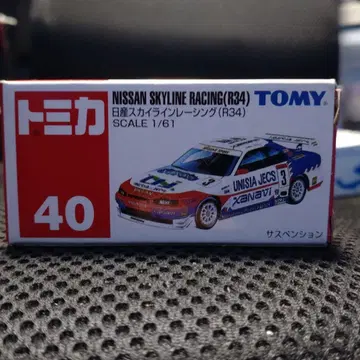 トミカ
NISSAN SKYLINE RACING(R34)
日産スカイラインレーシング(R34)
SCALE 1/61
TOMY
40
UNISIA JECS
XANAVI
3
3
サスペンション